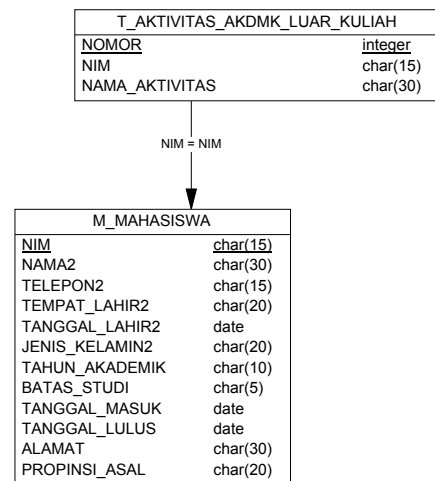 T_AKTIVITAS_AKDMK_LUAR_KULIAH
NOMOR integer
NIM char(15)
NAMA_AKTIVITAS char(30)
NIM = NIM
M_MAHASISWA
NIM char(15)
NAMA2 char(30)
TELEPON2 char(15)
TEMPAT_LAHIR2 char(20)
TANGGAL_LAHIR2 date
JENIS_KELAMIN2 char(20)
TAHUN_AKADEMIK char(10)
BATAS_STUDI char(5)
TANGGAL_MASUK date
TANGGAL_LULUS date
ALAMAT char(30)
PROPINSI_ASAL char(20)